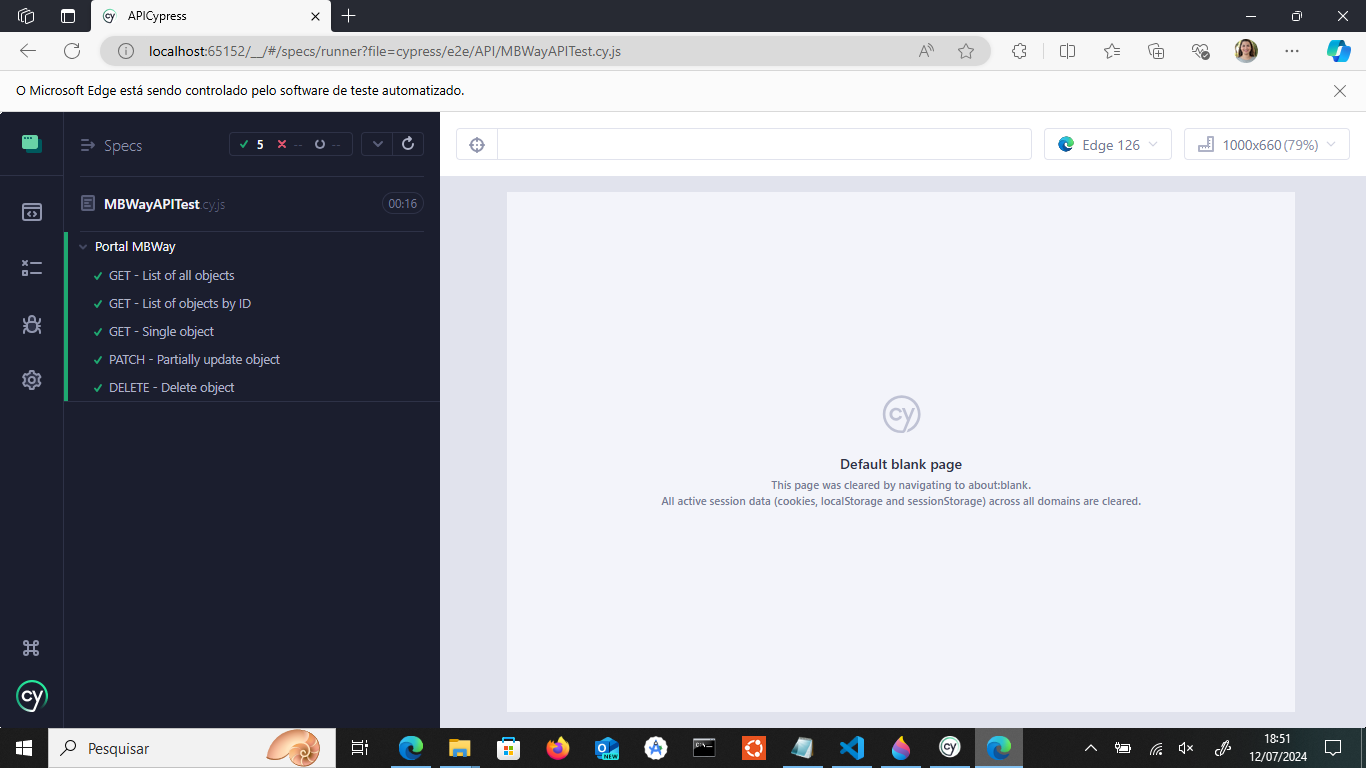 APICypress
localhost:65152/__/#/specs/runner?file=cypress/e2e/API/MBWayAPITest.cy.js
O Microsoft Edge está sendo controlado pelo software de teste automatizado.
Specs
5
--
--
Edge 126
1000x660 (79%)
MBWayAPITest.cy.js
00:16
Portal MBWay
GET - List of all objects
GET - List of objects by ID
GET - Single object
PATCH - Partially update object
DELETE - Delete object
cy
Default blank page
This page was cleared by navigating to about:blank.
All active session data (cookies, localStorage and sessionStorage) across all domains are cleared.
cy
Pesquisar
NEW
cy
18:51
12/07/2024